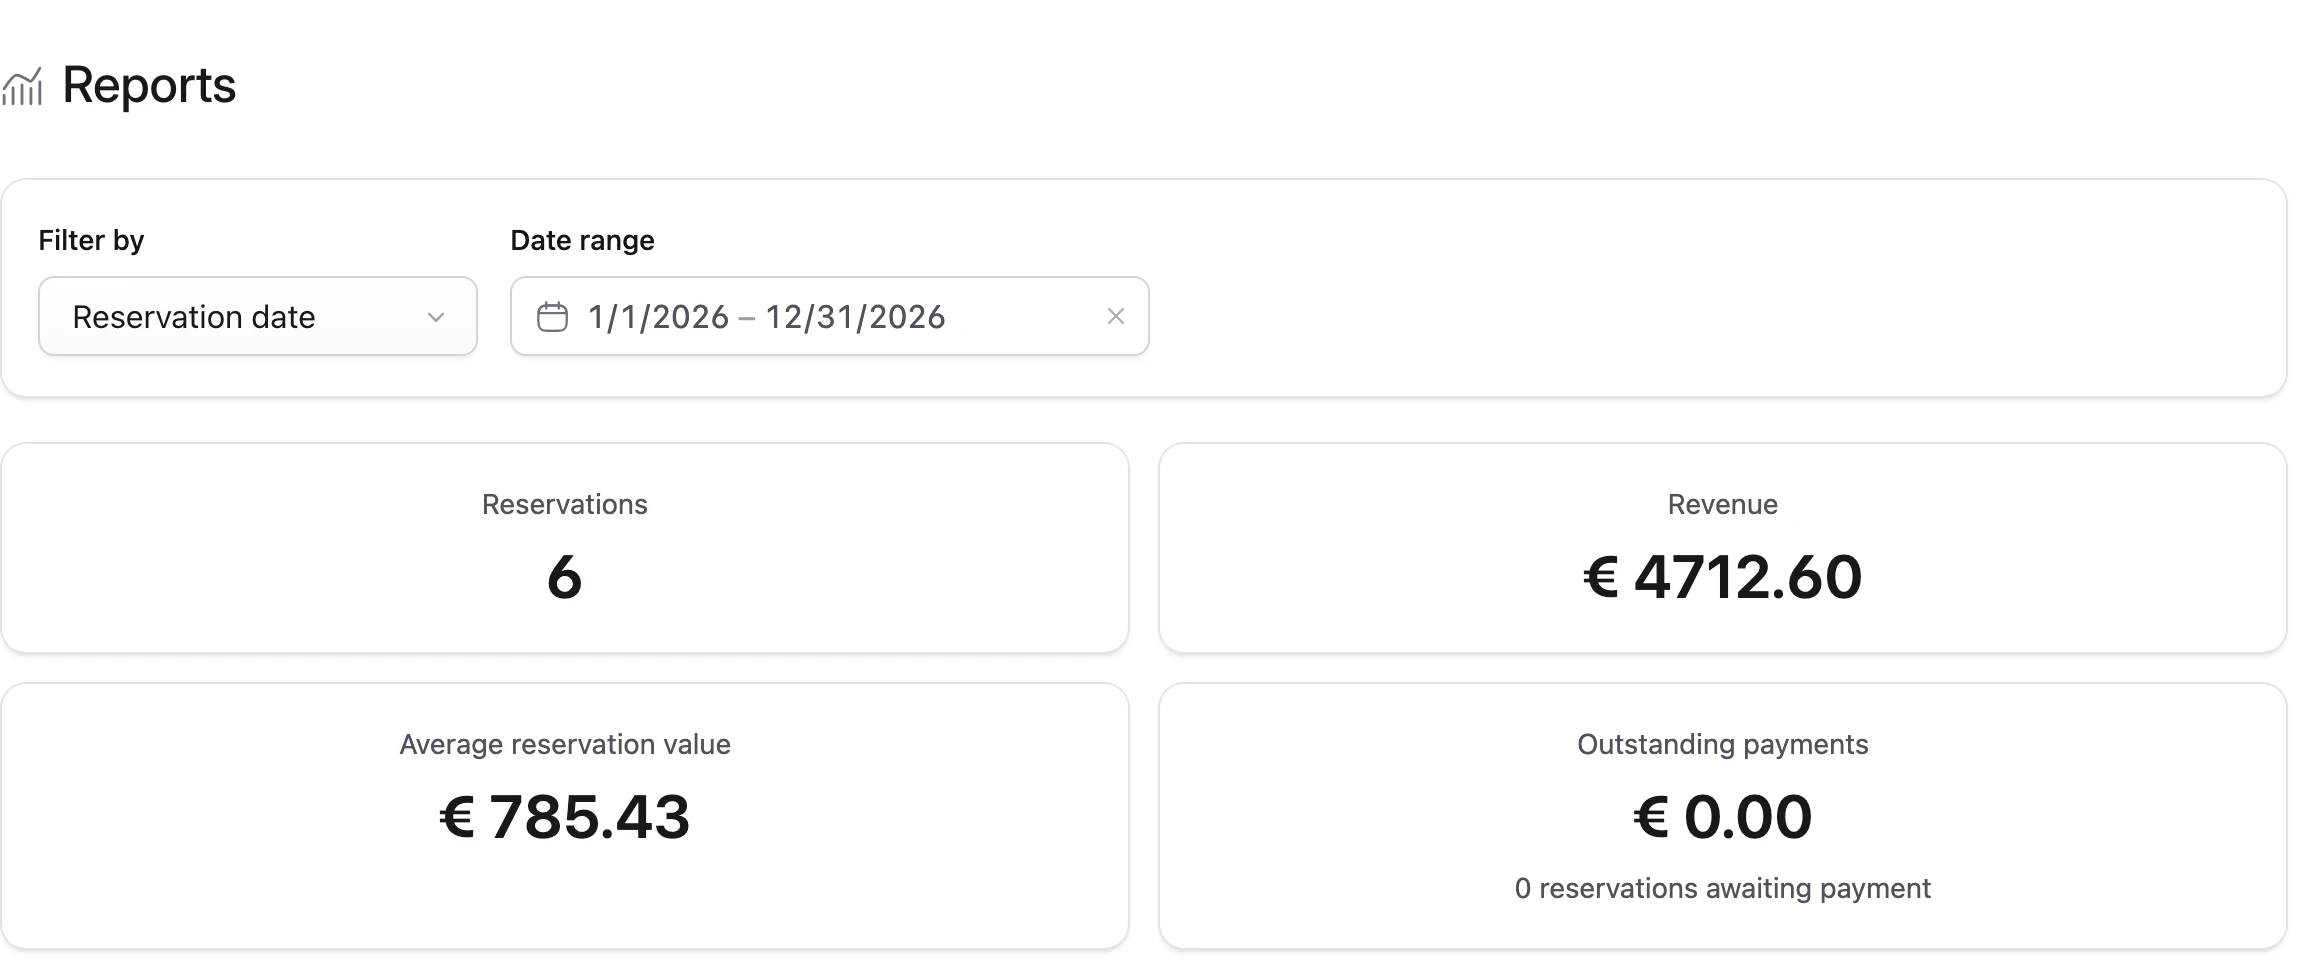 Reports
Filter by
Date range
Reservation date
1/1/2026 – 12/31/2026
Reservations
6
Revenue
€ 4712.60
Average reservation value
€ 785.43
Outstanding payments
€ 0.00
0 reservations awaiting payment